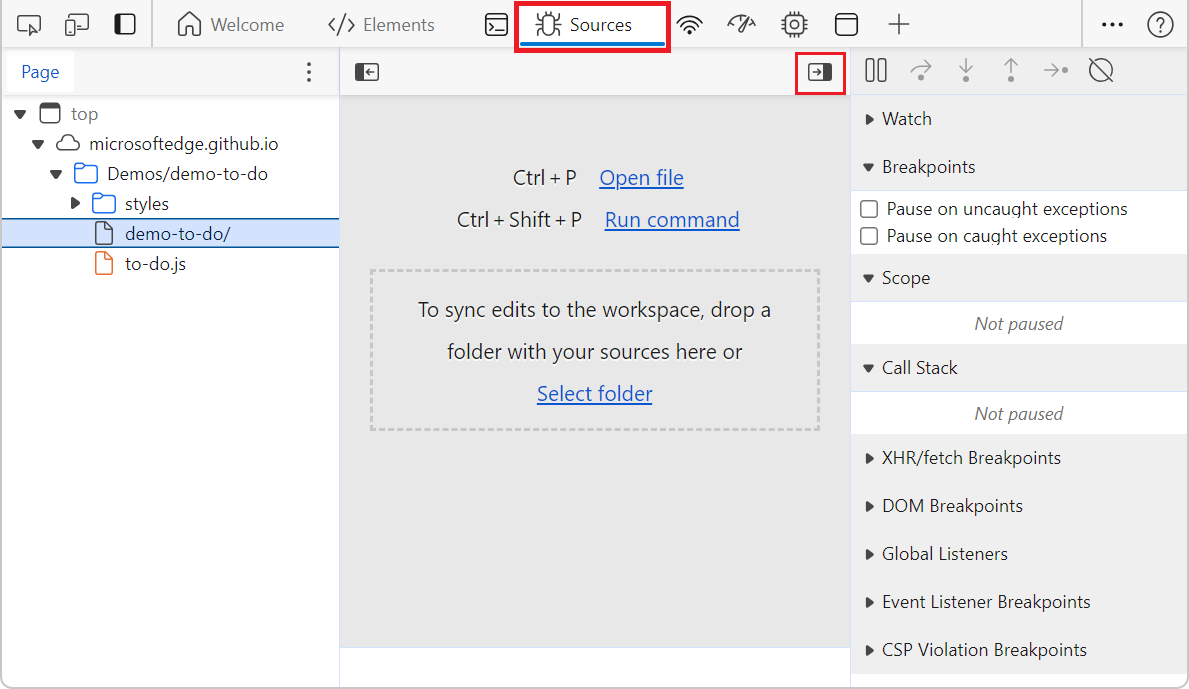 Welcome
Elements
Sources
Page
top
microsoftedge.github.io
Demos/demo-to-do
styles
demo-to-do/
to-do.js
Ctrl + P Open file
Ctrl + Shift + P Run command
To sync edits to the workspace, drop a
folder with your sources here or
Select folder
Watch
Breakpoints
Pause on uncaught exceptions
Pause on caught exceptions
Scope
Not paused
Call Stack
Not paused
XHR/fetch Breakpoints
DOM Breakpoints
Global Listeners
Event Listener Breakpoints
CSP Violation Breakpoints